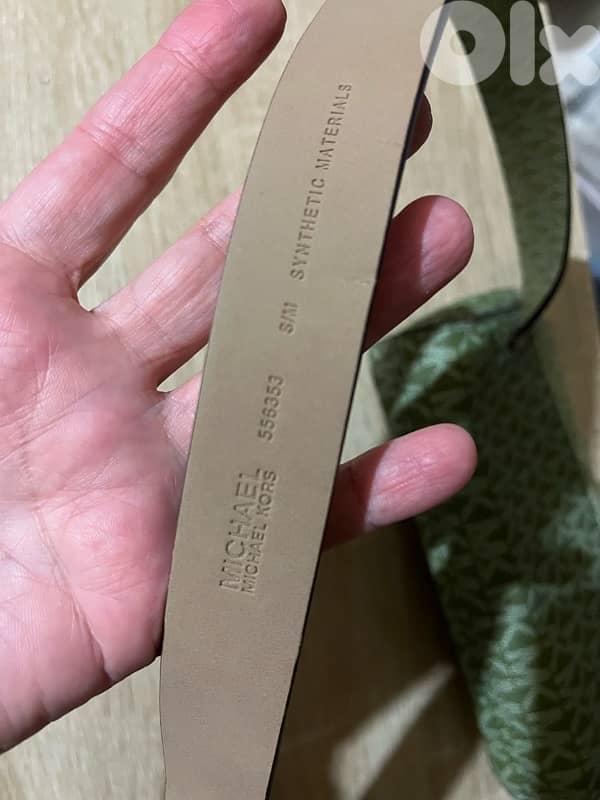 MICHAEL
MICHAEL KORS
556353
S/M
SYNTHETIC MATERIALS
Olx